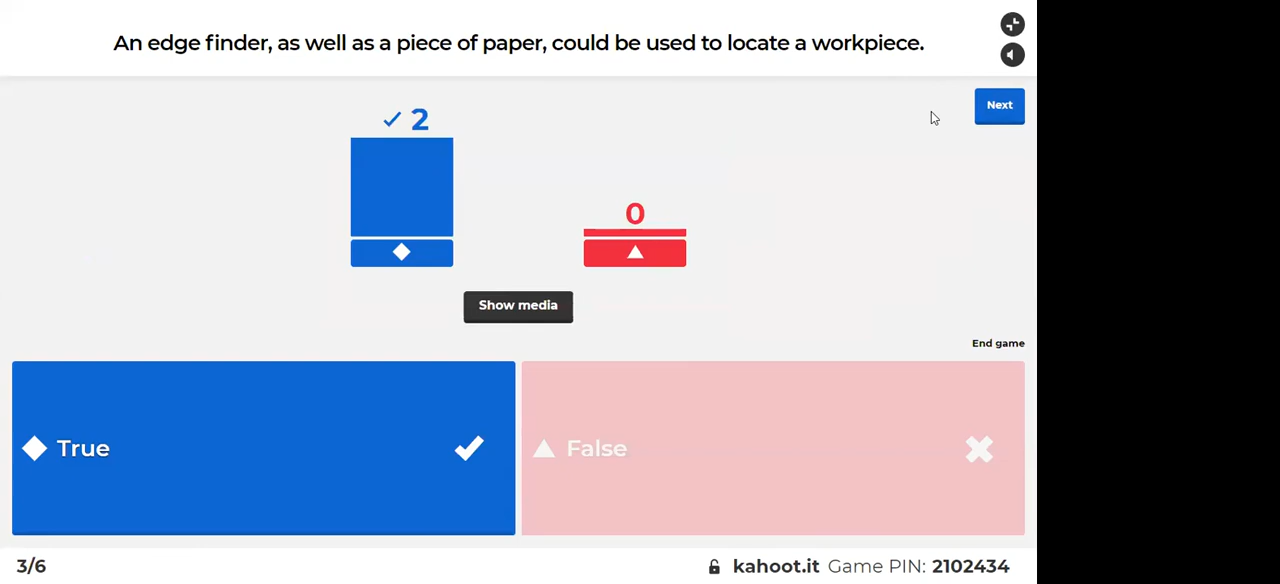 An edge finder, as well as a piece of paper, could be used to locate a workpiece.
Next
2
0
Show media
End game
True
False
3/6
kahoot.it Game PIN: 2102434